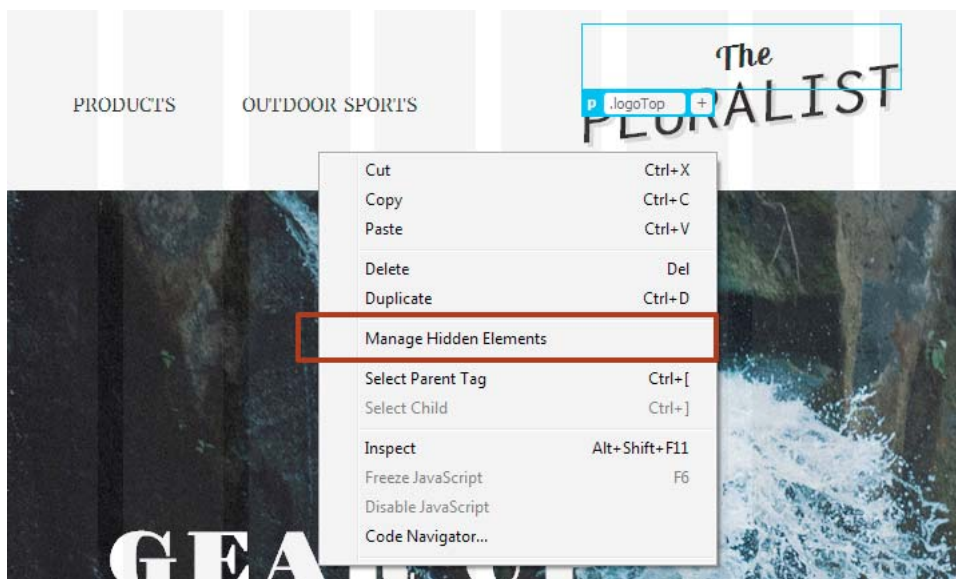 The
PRODUCTS OUTDOOR SPORTS
p .logoTop +
PLURALIST
Cut Ctrl+X
Copy Ctrl+C
Paste Ctrl+V
Delete Del
Duplicate Ctrl+D
Manage Hidden Elements
Select Parent Tag Ctrl+[
Select Child Ctrl+]
Inspect Alt+Shift+F11
Freeze JavaScript F6
Disable JavaScript
Code Navigator...